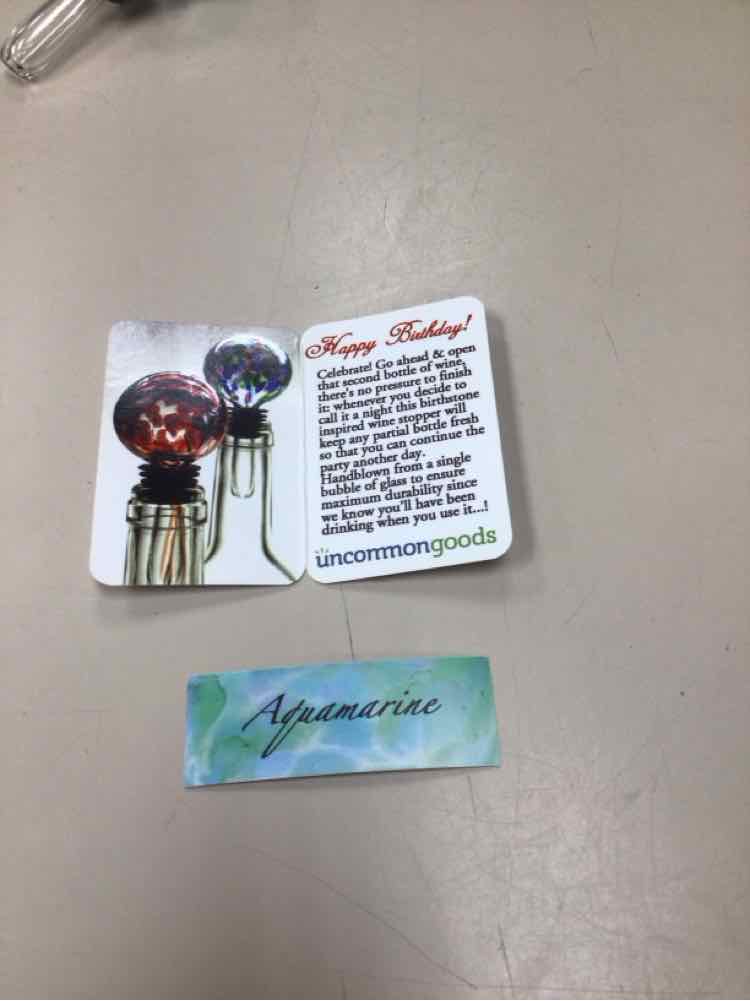 Happy Birthday!
Celebrate! Go ahead & open
that second bottle of wine,
there's no pressure to finish
it: whenever you decide to
call it a night this birthstone
inspired wine stopper will
keep any partial bottle fresh
so that you can continue the
party another day.
Handblown from a single
bubble of glass to ensure
maximum durability since
we know you'll have been
drinking when you use it...!
uncommongoods
Aquamarine